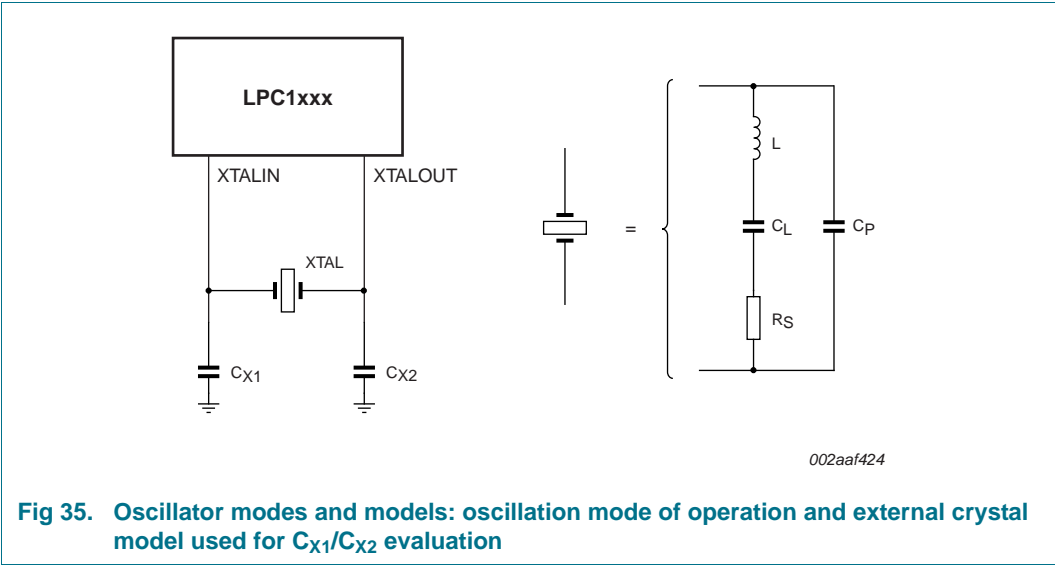 LPC1xxx
XTALIN
XTALOUT
XTAL
CX1
CX2
=
L
CL
CP
RS
002aaf424
Fig 35. Oscillator modes and models: oscillation mode of operation and external crystal
model used for CX1/CX2 evaluation